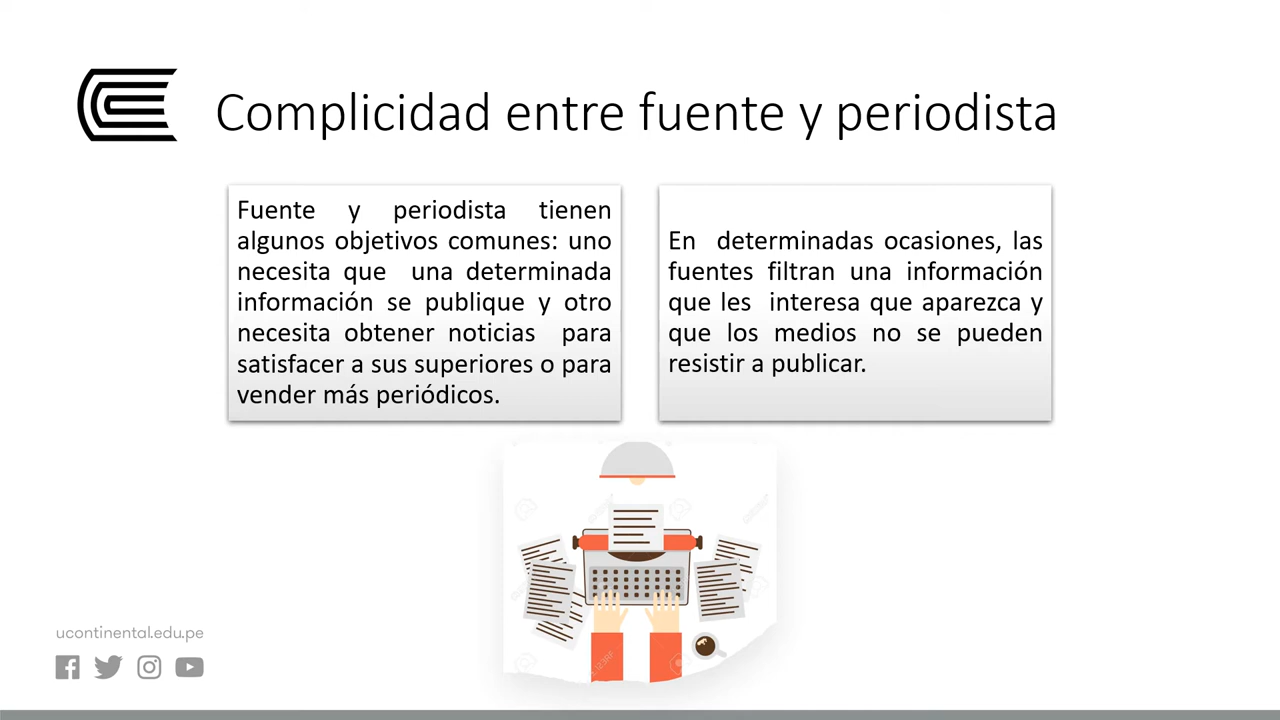 Complicidad entre fuente y periodista
Fuente y periodista tienen
algunos objetivos comunes: uno
necesita que una determinada
información se publique y otro
necesita obtener noticias para
satisfacer a sus superiores o para
vender más periódicos.
En determinadas ocasiones, las
fuentes filtran una información
que les interesa que aparezca y
que los medios no se pueden
resistir a publicar.
ucontinental.edu.pe